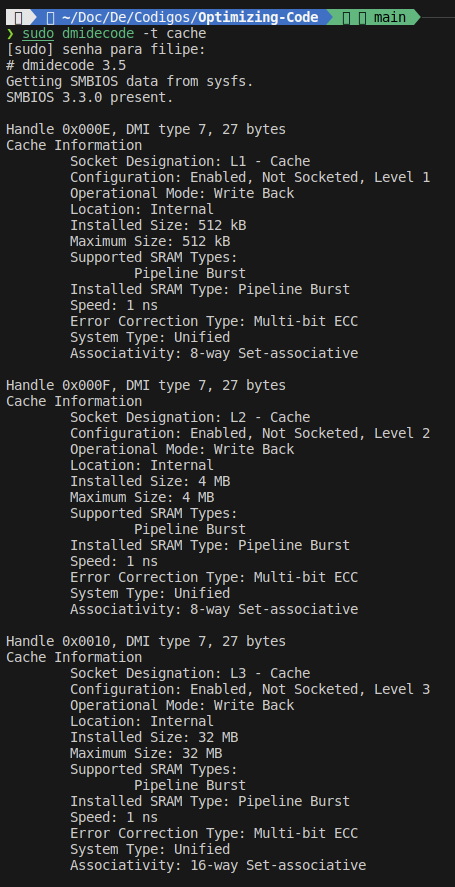 ~/Doc/De/Codigos/Optimizing-Code main
❯ sudo dmidecode -t cache
[sudo] senha para filipe:
# dmidecode 3.5
Getting SMBIOS data from sysfs.
SMBIOS 3.3.0 present.

Handle 0x000E, DMI type 7, 27 bytes
Cache Information
        Socket Designation: L1 - Cache
        Configuration: Enabled, Not Socketed, Level 1
        Operational Mode: Write Back
        Location: Internal
        Installed Size: 512 kB
        Maximum Size: 512 kB
        Supported SRAM Types:
                Pipeline Burst
        Installed SRAM Type: Pipeline Burst
        Speed: 1 ns
        Error Correction Type: Multi-bit ECC
        System Type: Unified
        Associativity: 8-way Set-associative

Handle 0x000F, DMI type 7, 27 bytes
Cache Information
        Socket Designation: L2 - Cache
        Configuration: Enabled, Not Socketed, Level 2
        Operational Mode: Write Back
        Location: Internal
        Installed Size: 4 MB
        Maximum Size: 4 MB
        Supported SRAM Types:
                Pipeline Burst
        Installed SRAM Type: Pipeline Burst
        Speed: 1 ns
        Error Correction Type: Multi-bit ECC
        System Type: Unified
        Associativity: 8-way Set-associative

Handle 0x0010, DMI type 7, 27 bytes
Cache Information
        Socket Designation: L3 - Cache
        Configuration: Enabled, Not Socketed, Level 3
        Operational Mode: Write Back
        Location: Internal
        Installed Size: 32 MB
        Maximum Size: 32 MB
        Supported SRAM Types:
                Pipeline Burst
        Installed SRAM Type: Pipeline Burst
        Speed: 1 ns
        Error Correction Type: Multi-bit ECC
        System Type: Unified
        Associativity: 16-way Set-associative